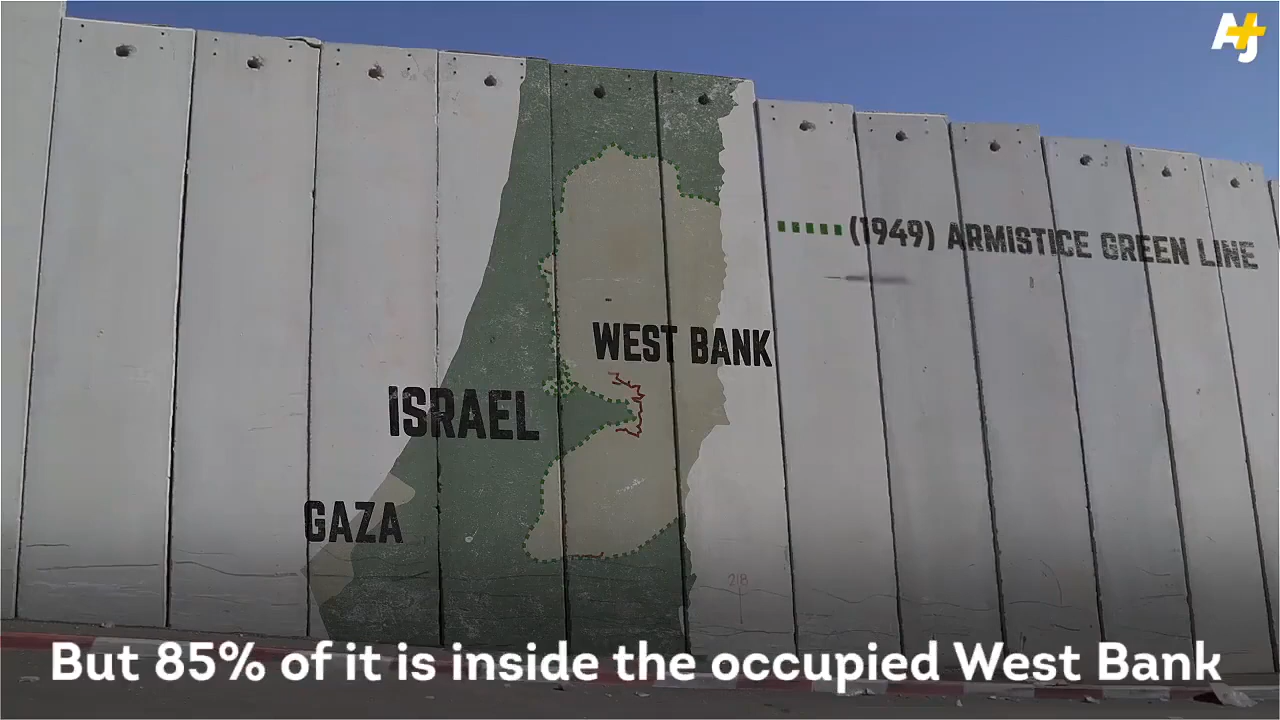 AJ+
(1949) ARMISTICE GREEN LINE
WEST BANK
ISRAEL
GAZA
218
But 85% of it is inside the occupied West Bank